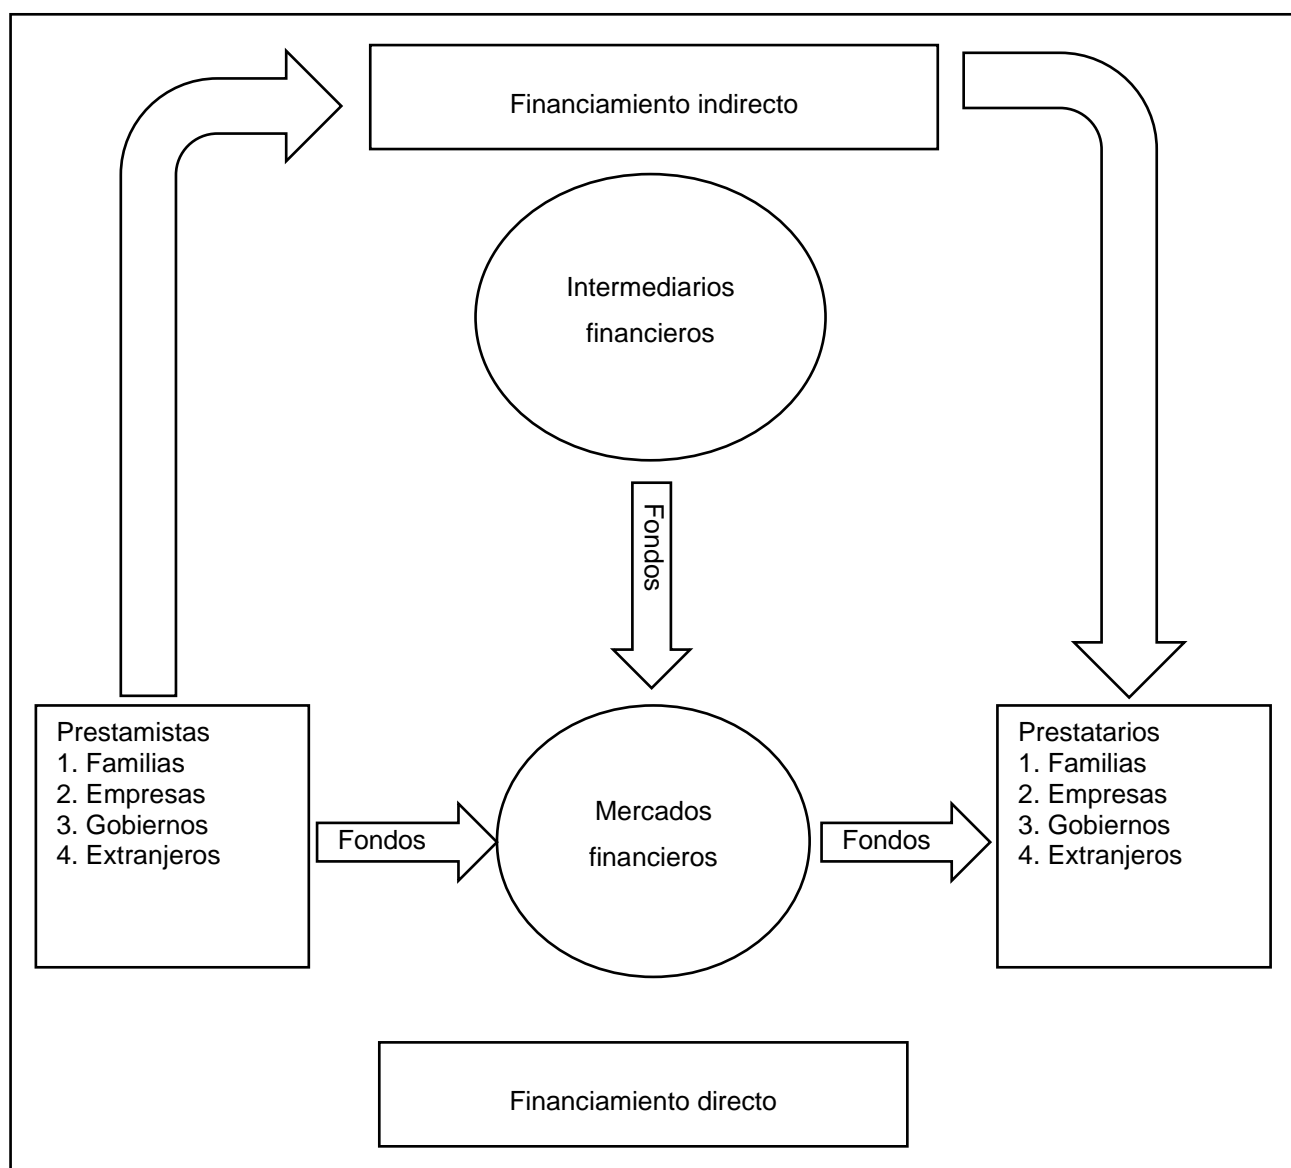 Financiamiento indirecto
Intermediarios
financieros
Fondos
Prestamistas
1. Familias
2. Empresas
3. Gobiernos
4. Extranjeros
Fondos
Mercados
financieros
Fondos
Prestatarios
1. Familias
2. Empresas
3. Gobiernos
4. Extranjeros
Financiamiento directo